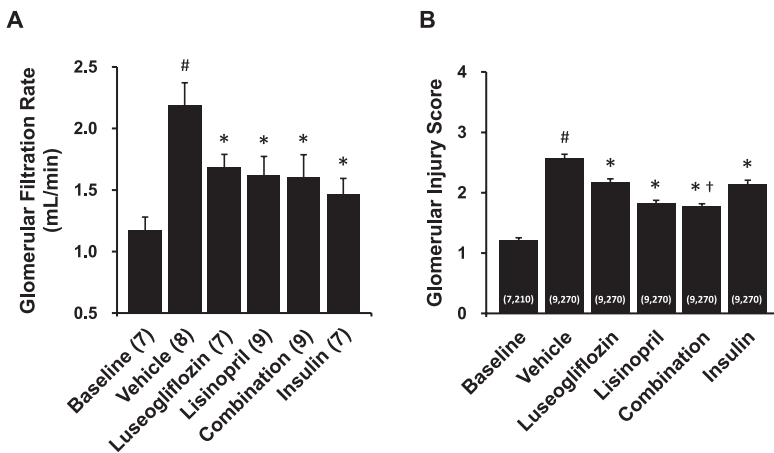 A
Glomerular Filtration Rate
(mL/min)
2.5
2.0
1.5
1.0
0.5
#
*
*
*
*
Baseline (7)
Vehicle (8)
Luseogliflozin (7)
Lisinopril (9)
Combination (9)
Insulin (7)
B
Glomerular Injury Score
4
3
2
1
0
#
*
*
* †
*
(7,210)
(9,270)
(9,270)
(9,270)
(9,270)
(9,270)
Baseline
Vehicle
Luseogliflozin
Lisinopril
Combination
Insulin